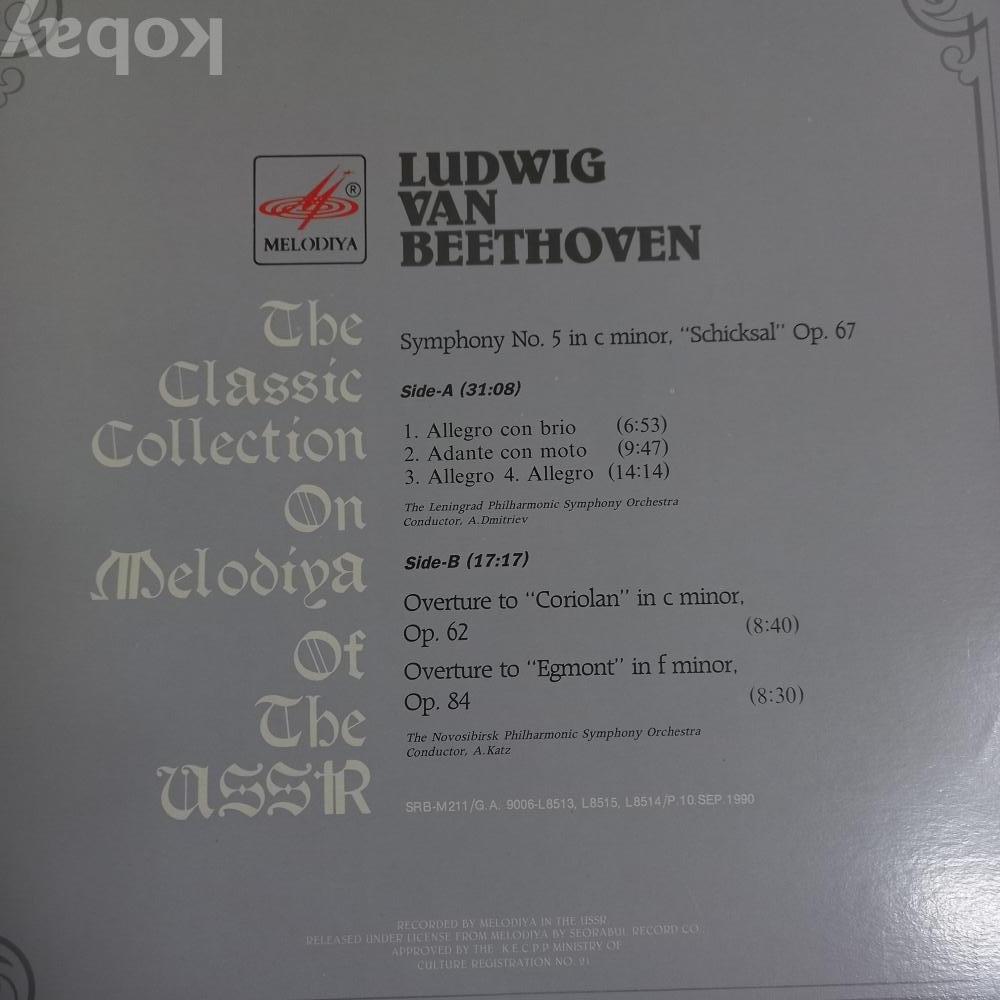 kobay
MELODIYA
®
LUDWIG
VAN
BEETHOVEN
The
Classic
Collection
On
Melodiya
Of
The
USSR
Symphony No. 5 in c minor, "Schicksal" Op. 67
Side-A (31:08)
1. Allegro con brio (6:53)
2. Adante con moto (9:47)
3. Allegro 4. Allegro (14:14)
The Leningrad Philharmonic Symphony Orchestra
Conductor, A.Dmitriev
Side-B (17:17)
Overture to "Coriolan" in c minor,
Op. 62 (8:40)
Overture to "Egmont" in f minor,
Op. 84 (8:30)
The Novosibirsk Philharmonic Symphony Orchestra
Conductor, A.Katz
SRB-M211/G.A. 9006-L8513, L8515, L8514/P.10.SEP.1990
RECORDED BY MELODIYA IN THE USSR
RELEASED UNDER LICENSE FROM MELODIYA BY SEORABUL RECORD CO.,
APPROVED BY THE K.E.C.P.P MINISTRY OF
CULTURE REGISTRATION NO. 21